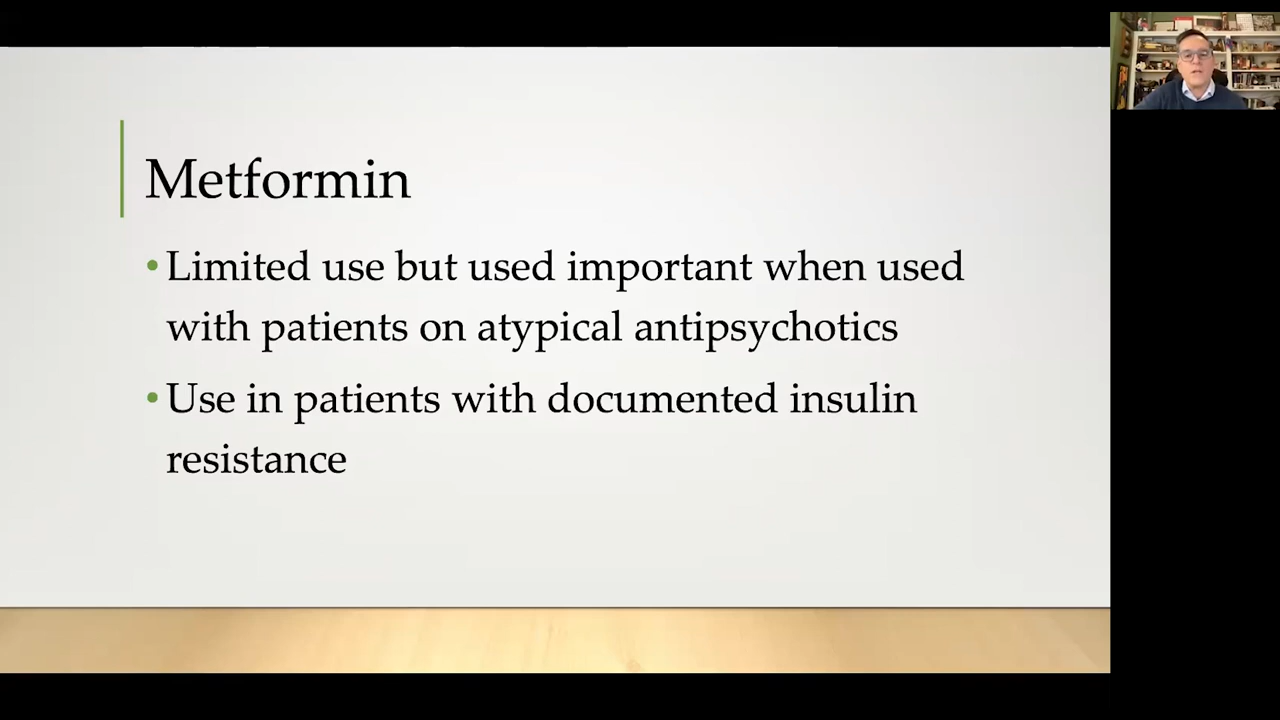 Metformin
• Limited use but used important when used
with patients on atypical antipsychotics
• Use in patients with documented insulin
resistance